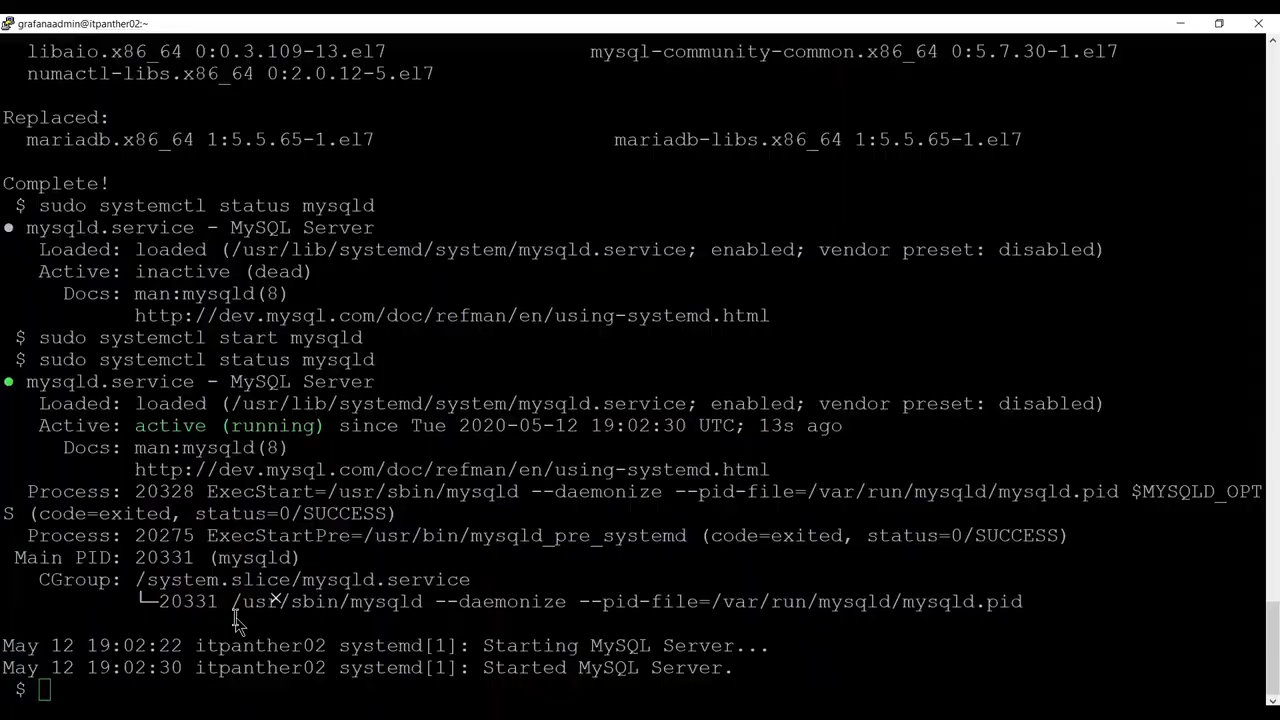 grafanaadmin@itpanther02:~
libaio.x86_64 0:0.3.109-13.el7 mysql-community-common.x86_64 0:5.7.30-1.el7
numactl-libs.x86_64 0:2.0.12-5.el7
Replaced:
mariadb.x86_64 1:5.5.65-1.el7 mariadb-libs.x86_64 1:5.5.65-1.el7
Complete!
$ sudo systemctl status mysqld
● mysqld.service - MySQL Server
Loaded: loaded (/usr/lib/systemd/system/mysqld.service; enabled; vendor preset: disabled)
Active: inactive (dead)
Docs: man:mysqld(8)
http://dev.mysql.com/doc/refman/en/using-systemd.html
$ sudo systemctl start mysqld
$ sudo systemctl status mysqld
● mysqld.service - MySQL Server
Loaded: loaded (/usr/lib/systemd/system/mysqld.service; enabled; vendor preset: disabled)
Active: active (running) since Tue 2020-05-12 19:02:30 UTC; 13s ago
Docs: man:mysqld(8)
http://dev.mysql.com/doc/refman/en/using-systemd.html
Process: 20328 ExecStart=/usr/sbin/mysqld --daemonize --pid-file=/var/run/mysqld/mysqld.pid $MYSQLD_OPT
S (code=exited, status=0/SUCCESS)
Process: 20275 ExecStartPre=/usr/bin/mysqld_pre_systemd (code=exited, status=0/SUCCESS)
Main PID: 20331 (mysqld)
CGroup: /system.slice/mysqld.service
└─20331 /usr/sbin/mysqld --daemonize --pid-file=/var/run/mysqld/mysqld.pid
May 12 19:02:22 itpanther02 systemd[1]: Starting MySQL Server...
May 12 19:02:30 itpanther02 systemd[1]: Started MySQL Server.
$